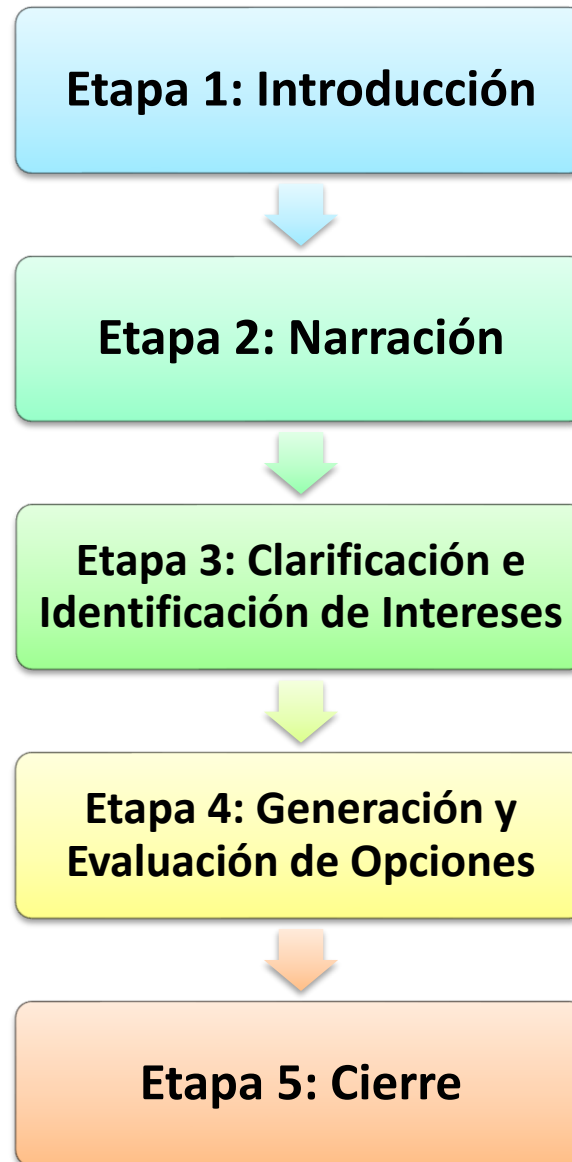 Etapa 1: Introducción
Etapa 2: Narración
Etapa 3: Clarificación e
Identificación de Intereses
Etapa 4: Generación y
Evaluación de Opciones
Etapa 5: Cierre